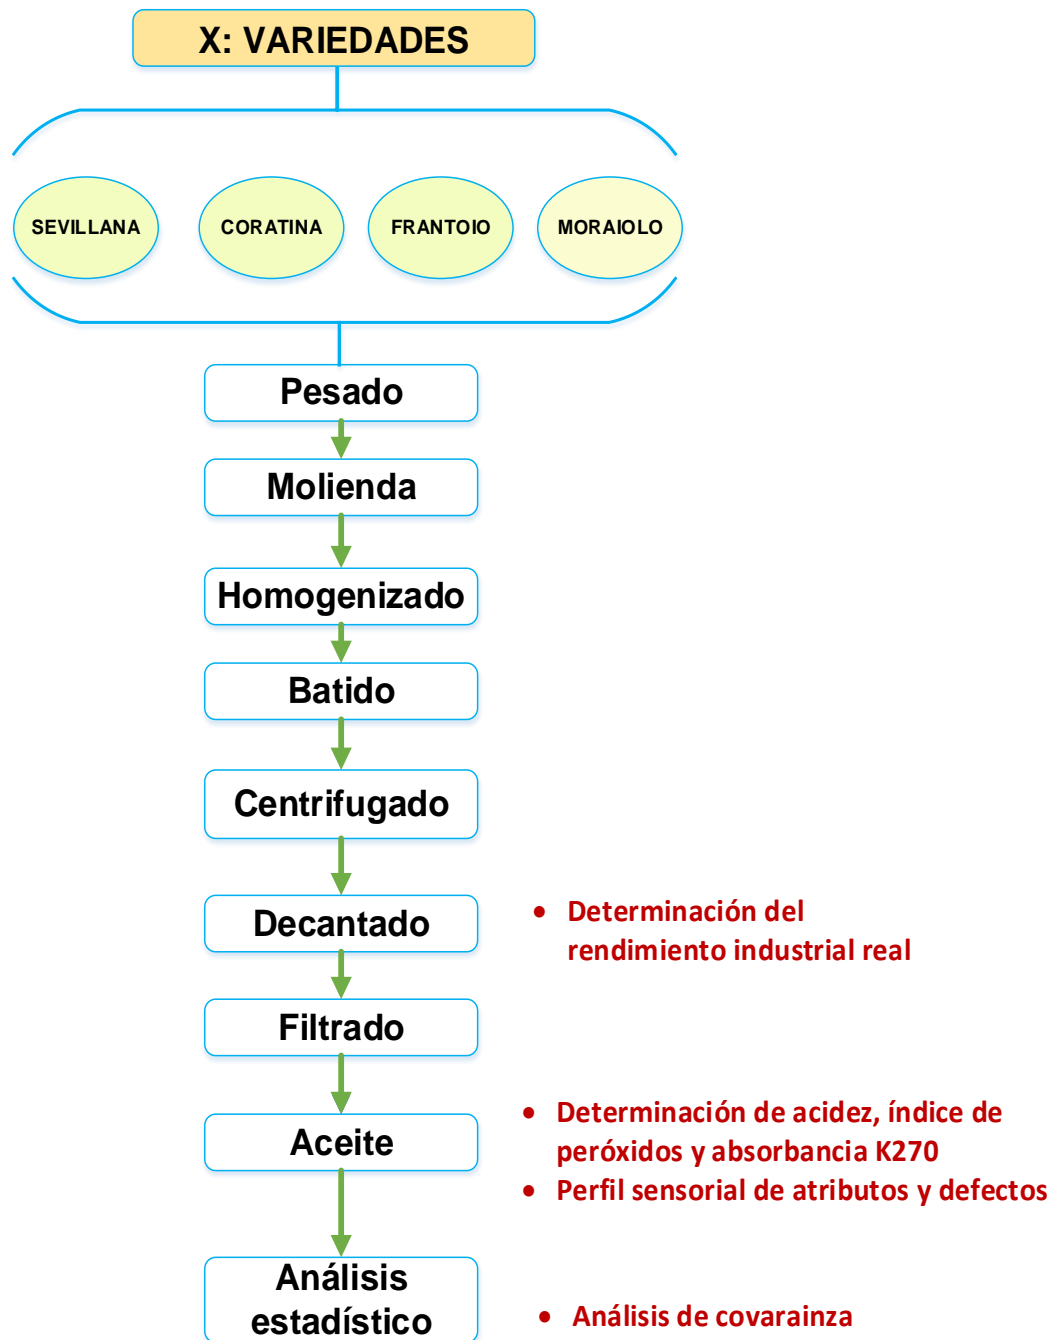 X: VARIEDADES
SEVILLANA
CORATINA
FRANTOIO
MORAIOLO
Pesado
Molienda
Homogenizado
Batido
Centrifugado
Decantado
• Determinación del
rendimiento industrial real
Filtrado
Aceite
• Determinación de acidez, índice de
peróxidos y absorbancia K270
• Perfil sensorial de atributos y defectos
Análisis
estadístico
• Análisis de covarainza